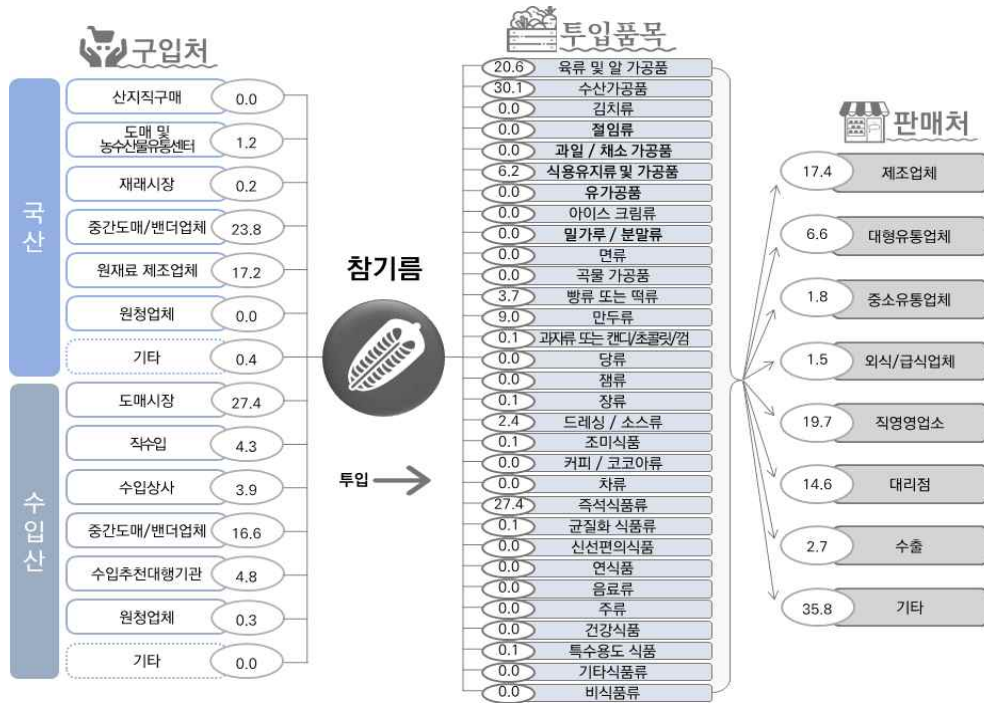 구입처
국산
산지직구매 0.0
도매 및
농수산물유통센터 1.2
재래시장 0.2
중간도매/밴더업체 23.8
원재료 제조업체 17.2
원청업체 0.0
기타 0.4
수입산
도매시장 27.4
직수입 4.3
수입상사 3.9
중간도매/밴더업체 16.6
수입추천대행기관 4.8
원청업체 0.3
기타 0.0
참기름
투입
투입품목
20.6 육류 및 알 가공품
30.1 수산가공품
0.0 김치류
0.0 절임류
0.0 과일 / 채소 가공품
6.2 식용유지류 및 가공품
0.0 유가공품
0.0 아이스 크림류
0.0 밀가루 / 분말류
0.0 면류
0.0 곡물 가공품
3.7 빵류 또는 떡류
9.0 만두류
0.1 과자류 또는 캔디/초콜릿/껌
0.0 당류
0.0 잼류
0.1 장류
2.4 드레싱 / 소스류
0.1 조미식품
0.0 커피 / 코코아류
0.0 차류
27.4 즉석식품류
0.1 균질화 식품류
0.0 신선편의식품
0.0 연식품
0.0 음료류
0.0 주류
0.0 건강식품
0.1 특수용도 식품
0.0 기타식품류
0.0 비식품류
판매처
17.4 제조업체
6.6 대형유통업체
1.8 중소유통업체
1.5 외식/급식업체
19.7 직영영업소
14.6 대리점
2.7 수출
35.8 기타